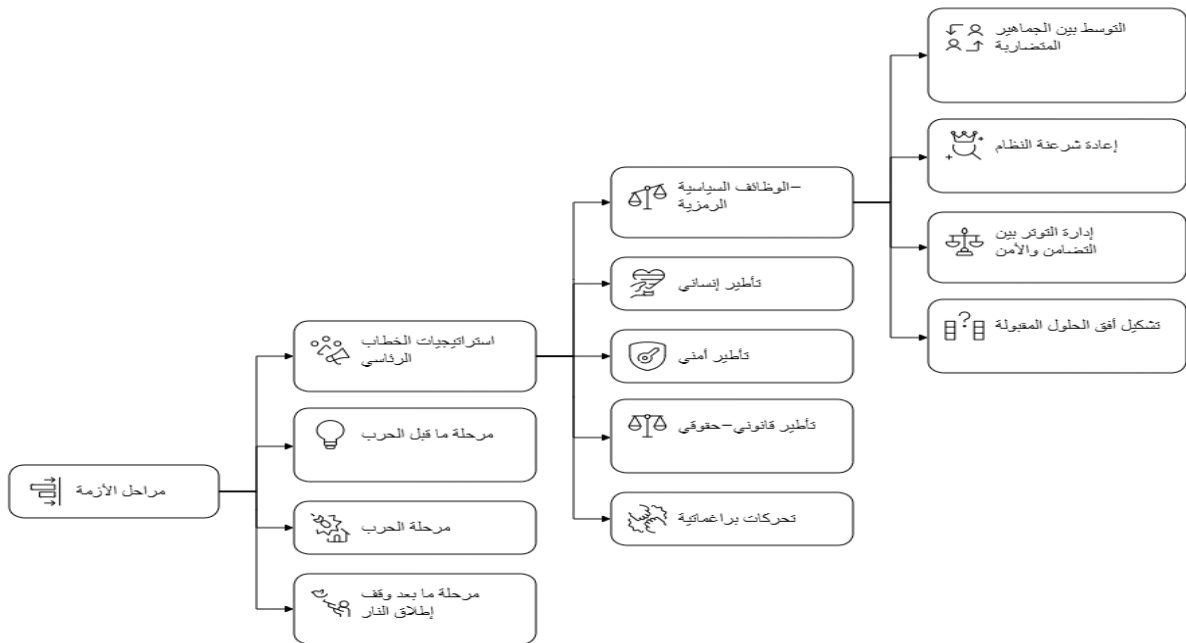 مراحل الأزمة
استراتيجيات الخطاب
الرئاسي
مرحلة ما قبل الحرب
مرحلة الحرب
مرحلة ما بعد وقف
إطلاق النار
الوظائف السياسية–
الرمزية
تأطير إنساني
تأطير أمني
تأطير قانوني–حقوقي
تحركات براغماتية
التوسط بين الجماهير
المتضاربة
إعادة شرعنة النظام
إدارة التوتر بين
التضامن والأمن
تشكيل أفق الحلول المقبولة